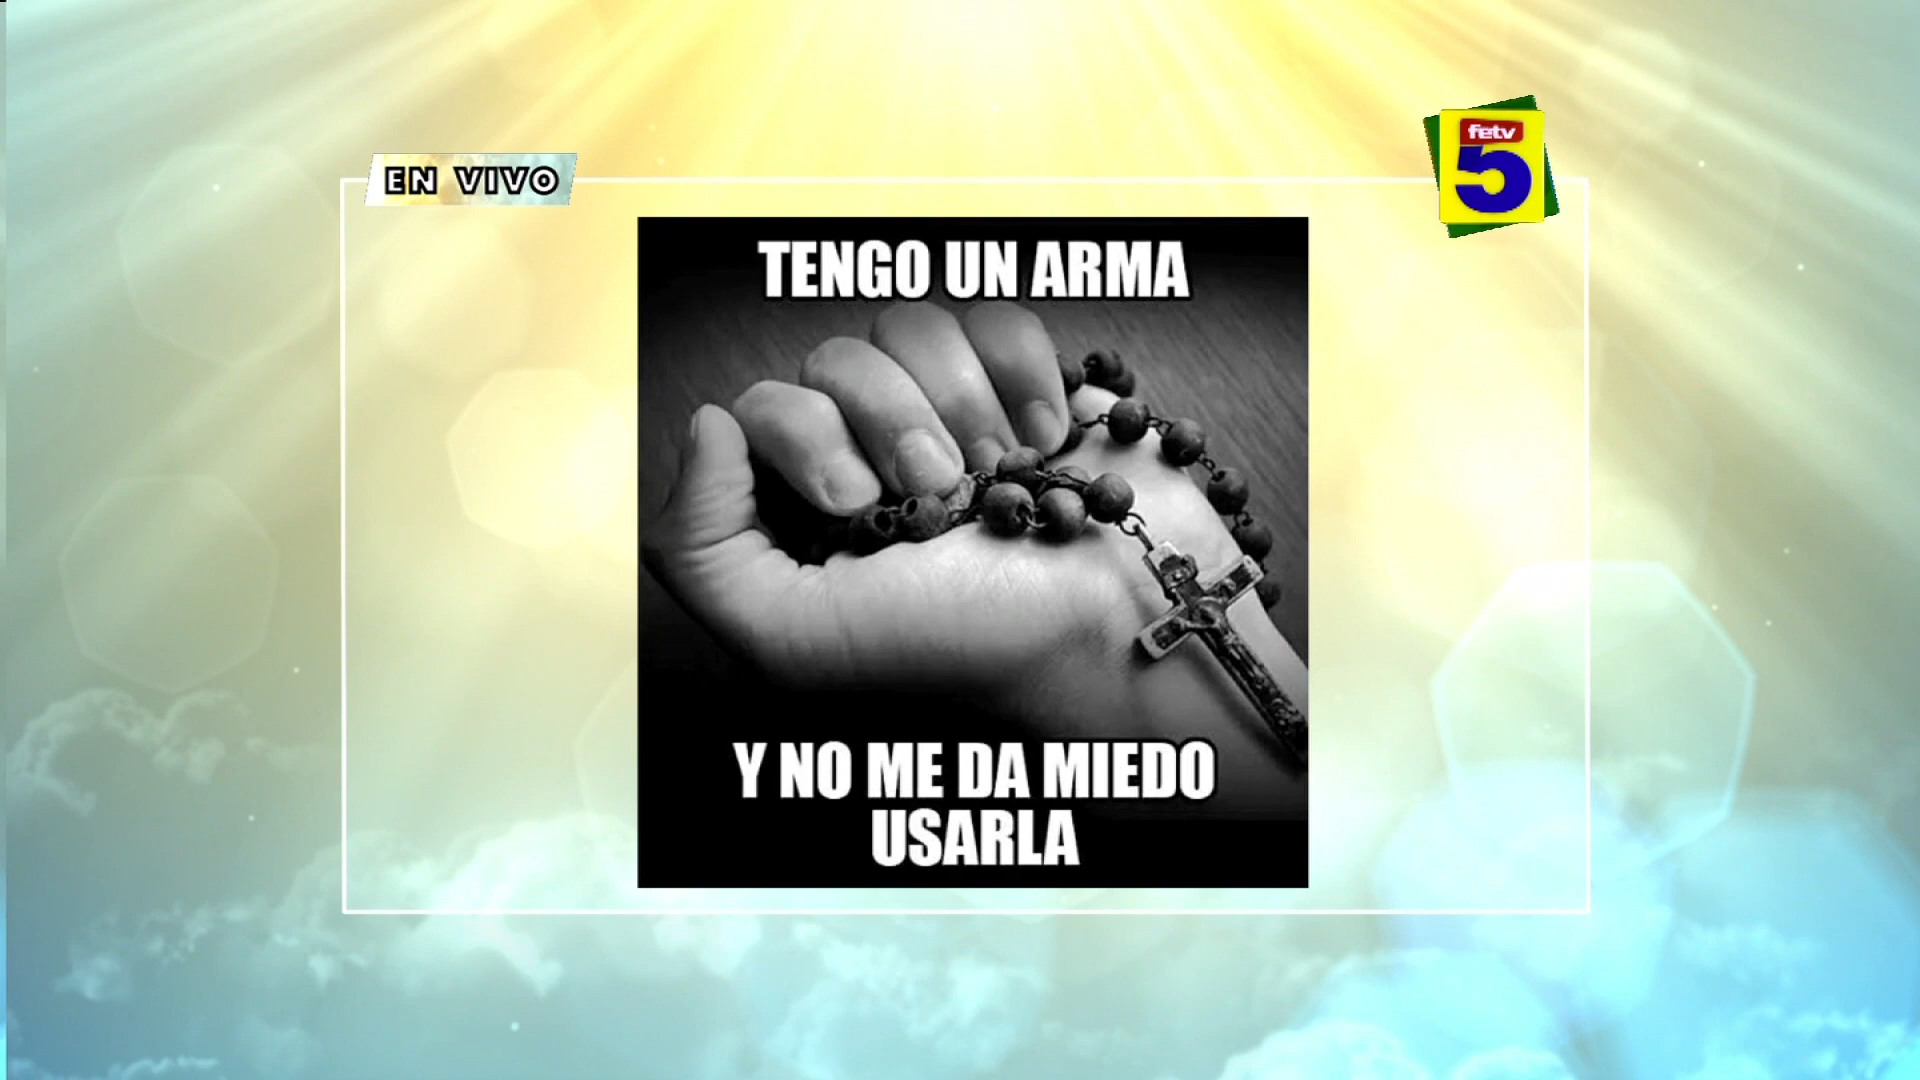 EN VIVO
fetv
5
TENGO UN ARMA
Y NO ME DA MIEDO
USARLA